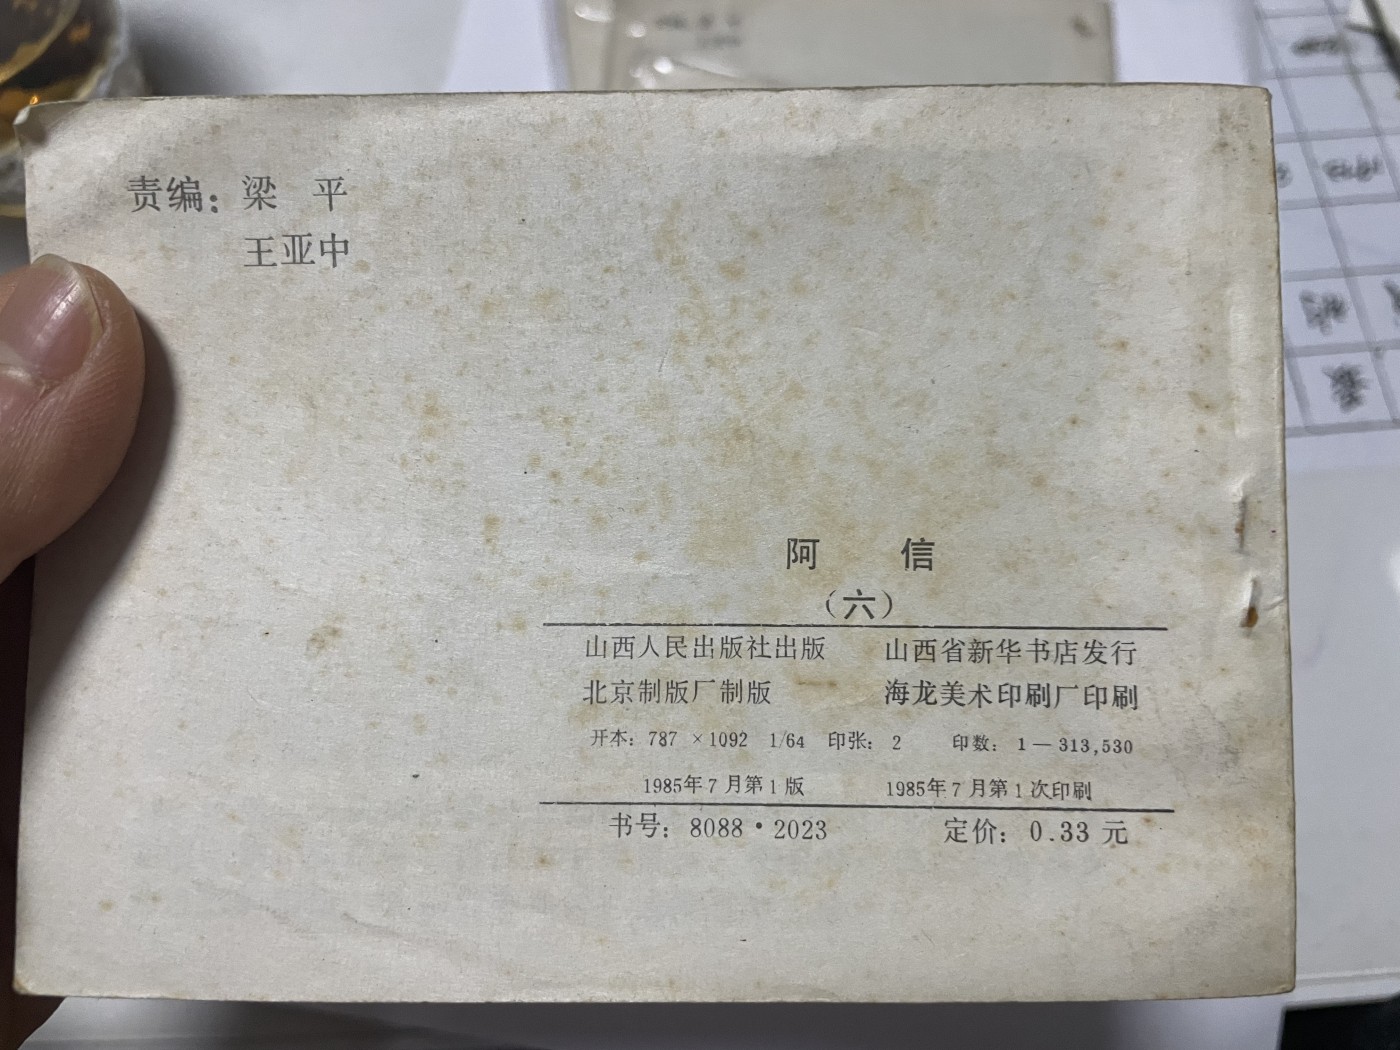 责编：梁　平
王亚中
阿　信
（六）
山西人民出版社出版　山西省新华书店发行
北京制版厂制版　海龙美术印刷厂印刷
开本：787×1092　1/64　印张：2　印数：1—313,530
1985年7月第1版　1985年7月第1次印刷
书号：8088·2023　定价：0.33元